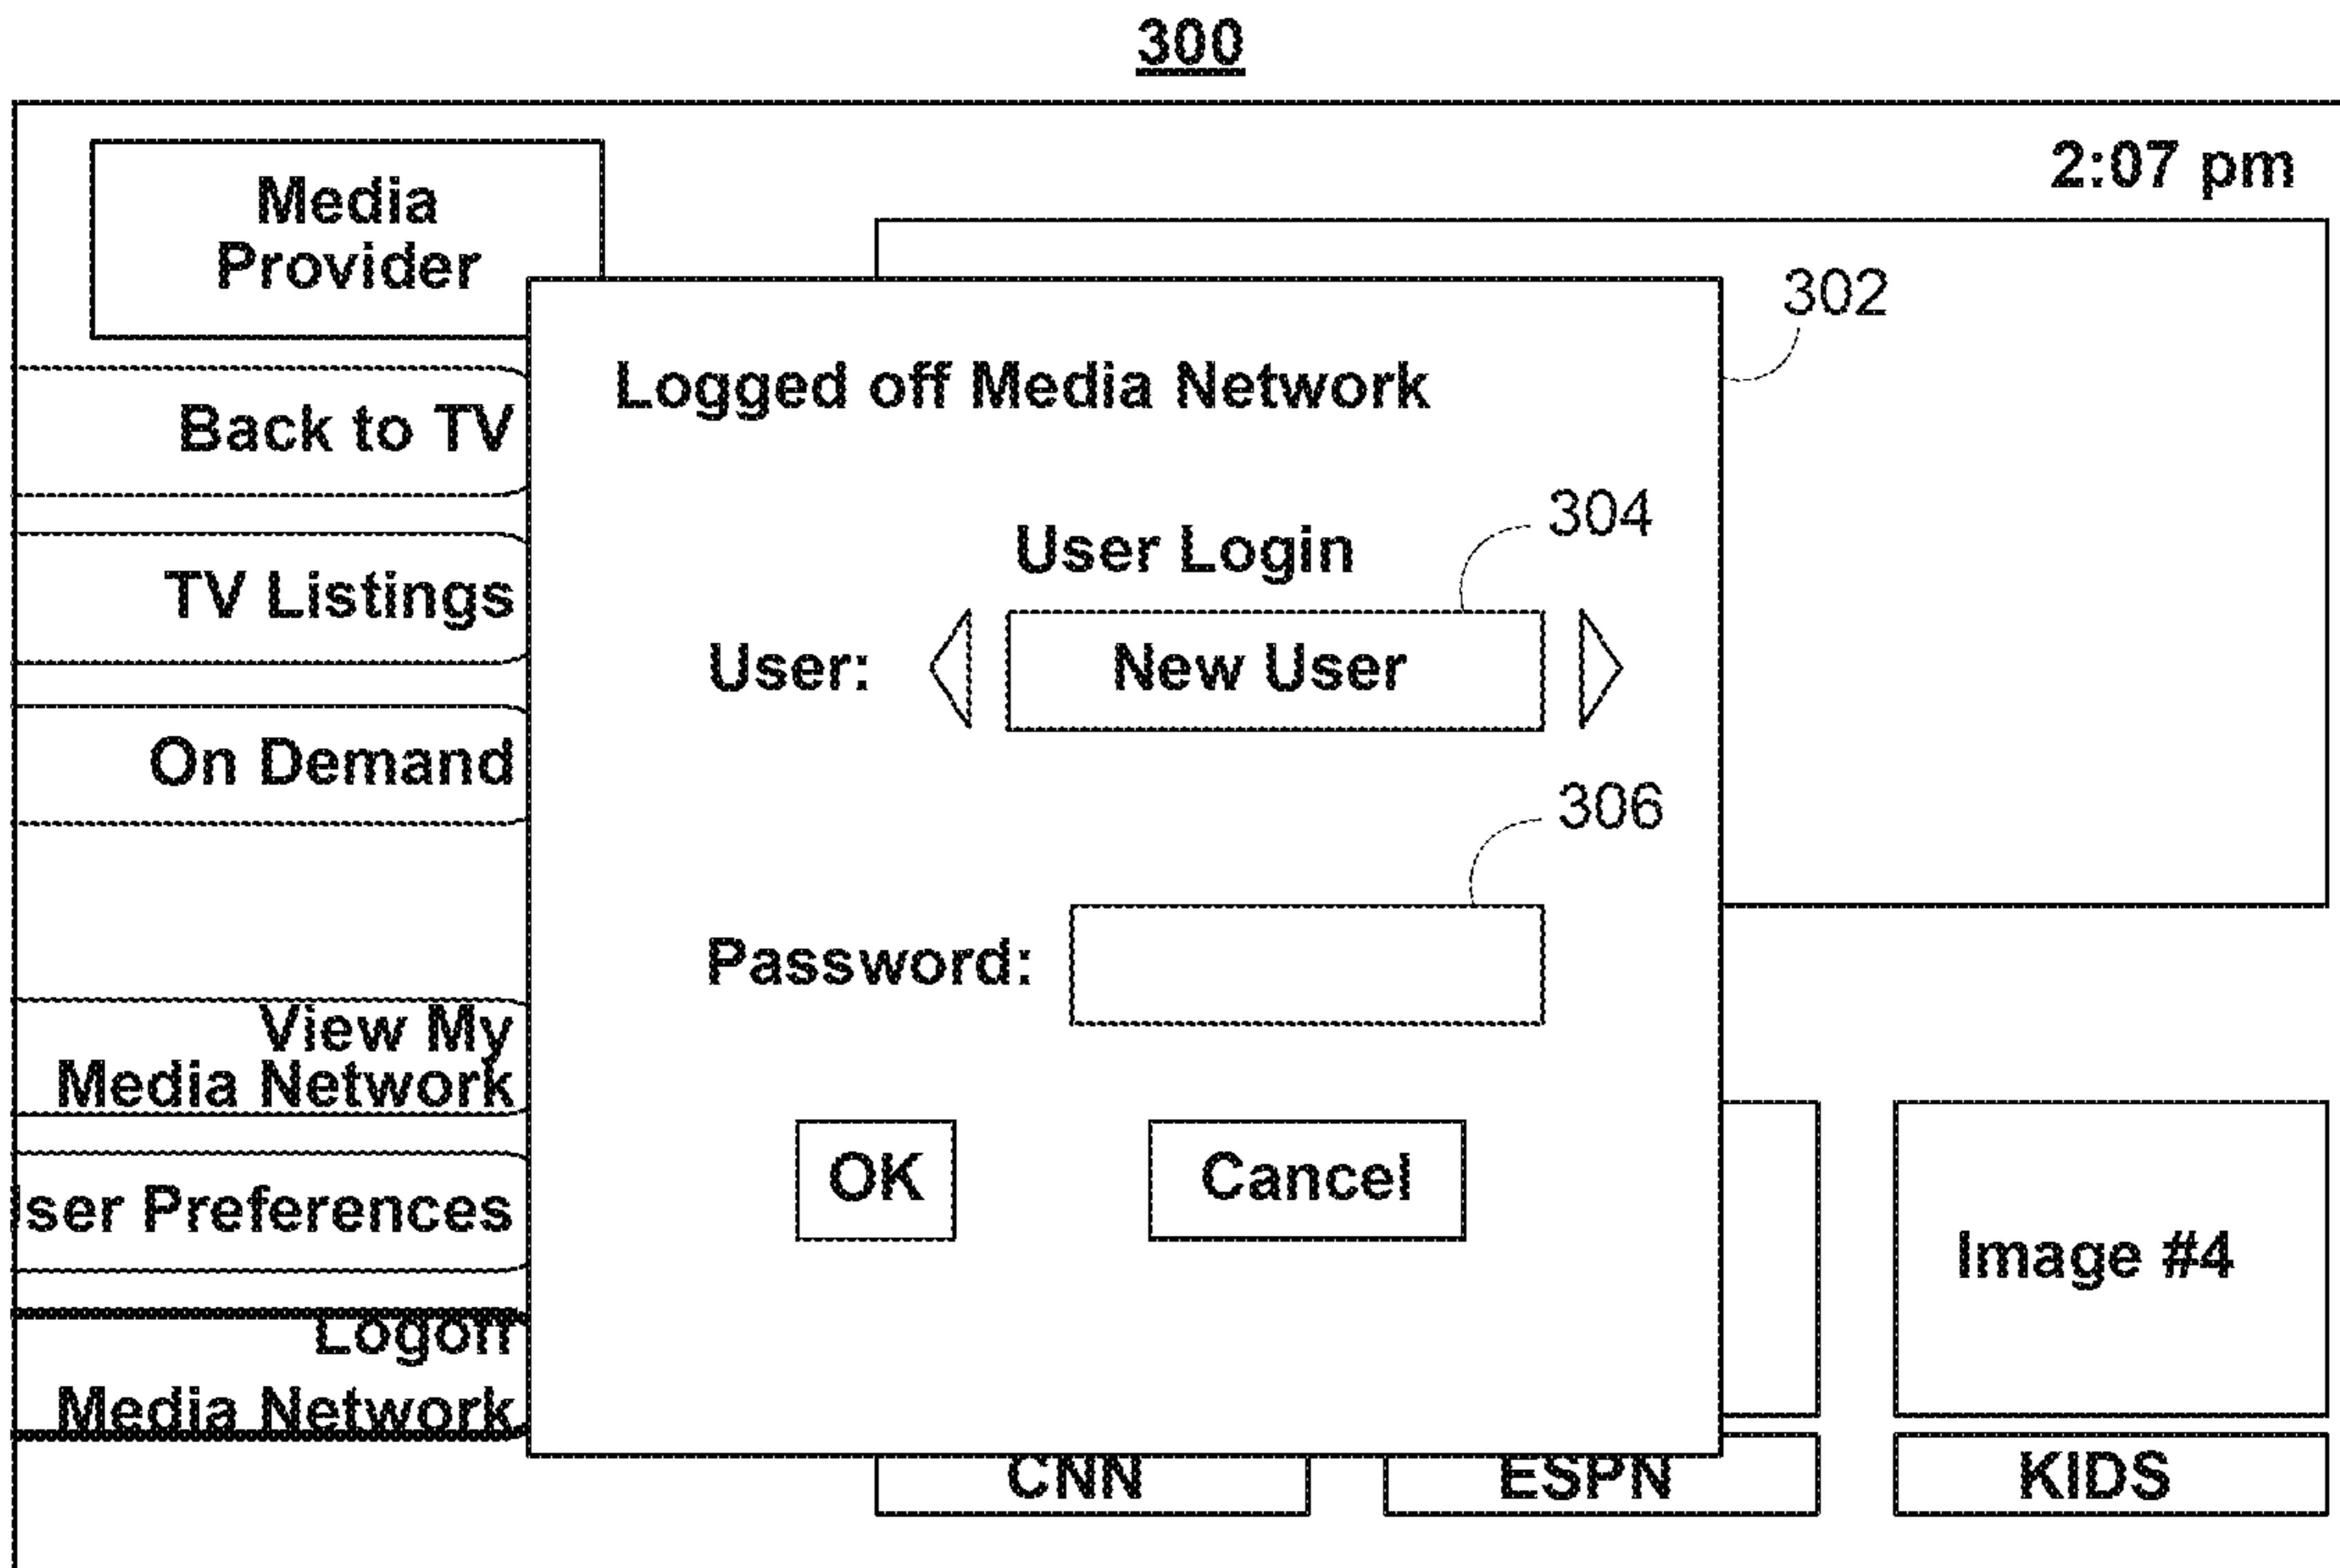 300
2:07 pm
Media
Provider
302
Logged off Media Network
Back to TV
304
User Login
TV Listings
User:
New User
On Demand
306
Password:
View My
Media Network
OK
Cancel
ser Preferences
Image #4
Logoff
Media Network
CNN
ESPN
KIDS